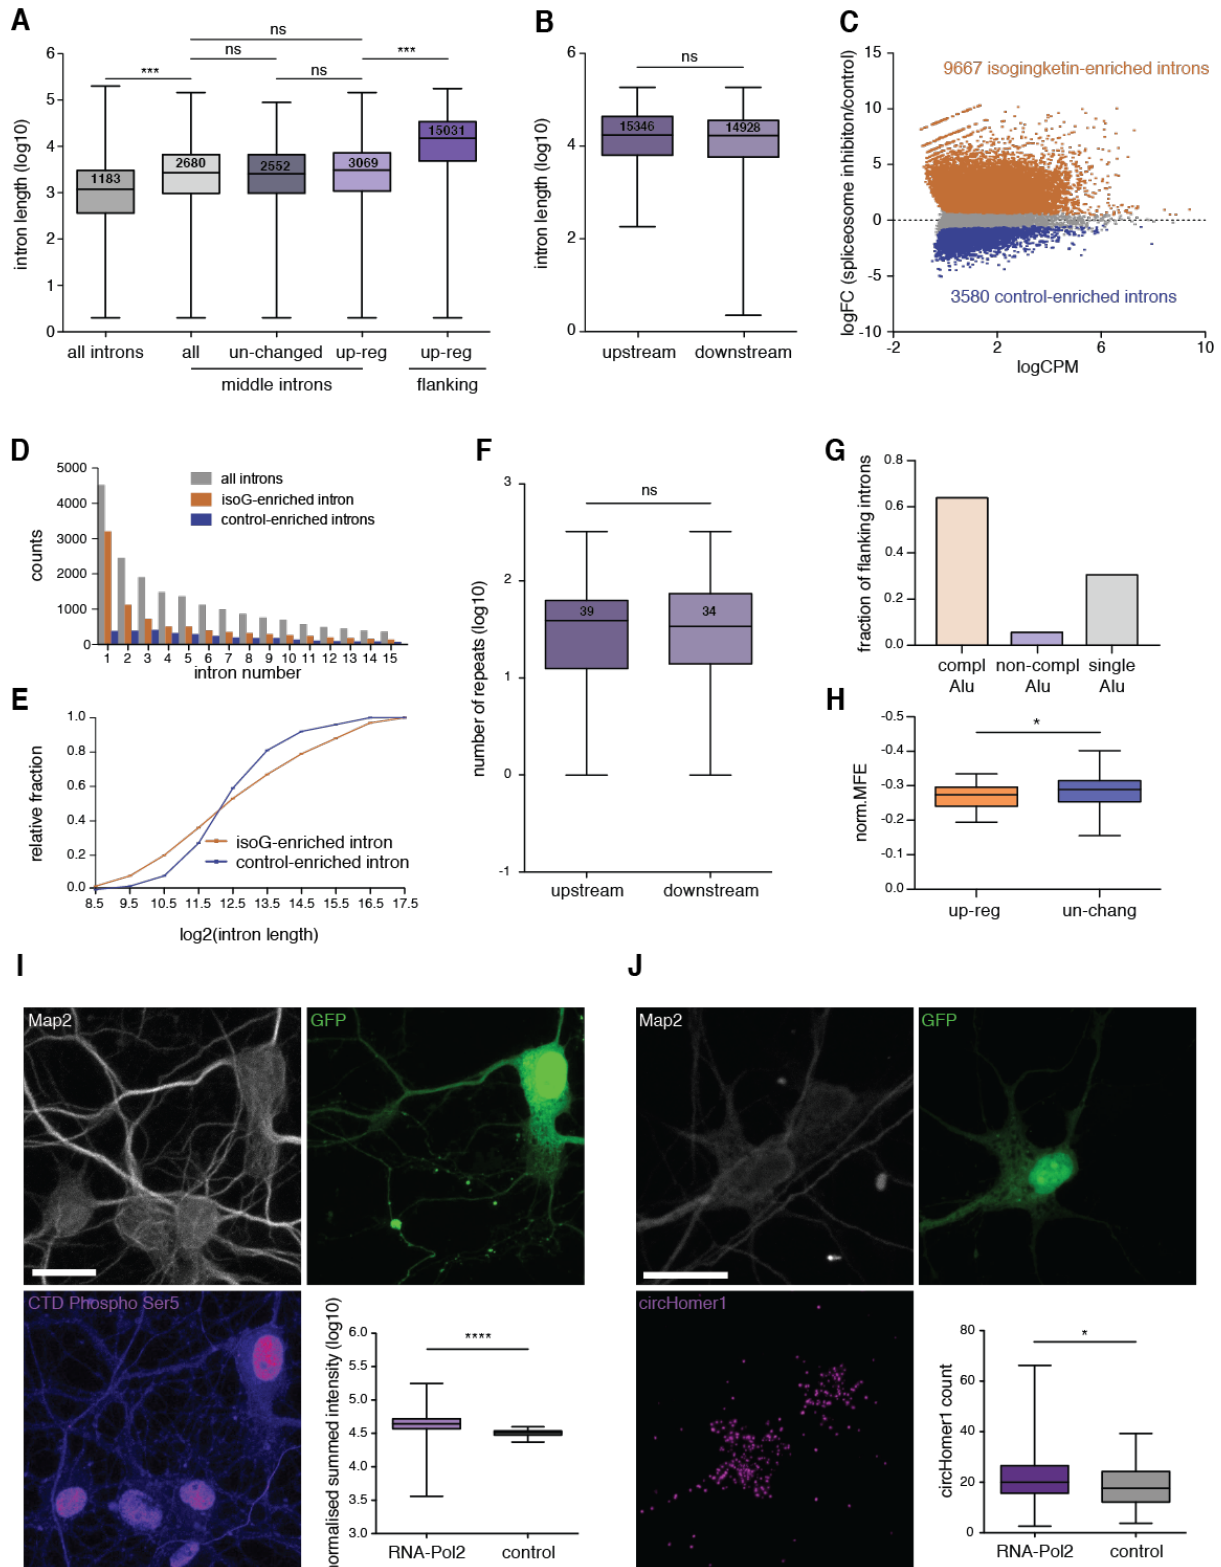 A
ns
ns
***
***
ns
intron length (log10)
6
5
4
3
2
1
0
1183
2680
2552
3069
15031
all introns
all
un-changed
up-reg
up-reg
middle introns
flanking
B
ns
intron length (log10)
6
4
2
0
15346
14928
upstream
downstream
C
logFC (spliceosome inhibiton/control)
15
10
5
0
-5
-10
9667 isogingketin-enriched introns
3580 control-enriched introns
-2
2
6
10
logCPM
D
counts
5000
4000
3000
2000
1000
0
all introns
isoG-enriched intron
control-enriched introns
1 2 3 4 5 6 7 8 9 10 11 12 13 14 15
intron number
E
relative fraction
1.0
0.8
0.6
0.4
0.2
0.0
isoG-enriched intron
control-enriched intron
8.5 9.5 10.5 11.5 12.5 13.5 14.5 15.5 16.5 17.5
log2(intron length)
F
number of repeats (log10)
3
2
1
0
-1
ns
39
34
upstream
downstream
G
fraction of flanking introns
0.8
0.6
0.4
0.2
0.0
compl Alu
non-compl Alu
single Alu
H
norm.MFE
-0.5
-0.4
-0.3
-0.2
-0.1
0.0
*
up-reg
un-chang
I
Map2
GFP
CTD Phospho Ser5
normalised summed intensity (log10)
6.0
5.5
5.0
4.5
4.0
3.5
3.0
****
RNA-Pol2
control
J
Map2
GFP
circHomer1
circHomer1 count
80
60
40
20
0
*
RNA-Pol2
control